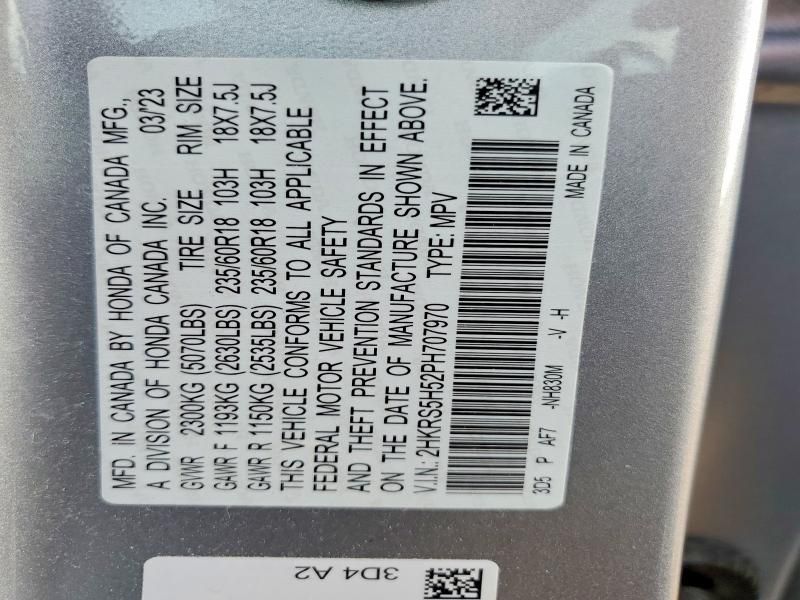 MFD. IN CANADA BY HONDA OF CANADA MFG.,
A DIVISION OF HONDA CANADA INC. 03/23
GVWR 2300KG (5070LBS) TIRE SIZE RIM SIZE
GAWR F 1193KG (2630LBS) 235/60R18 103H 18X7.5J
GAWR R 1150KG (2535LBS) 235/60R18 103H 18X7.5J
THIS VEHICLE CONFORMS TO ALL APPLICABLE
FEDERAL MOTOR VEHICLE SAFETY
AND THEFT PREVENTION STANDARDS IN EFFECT
ON THE DATE OF MANUFACTURE SHOWN ABOVE.
V.I.N.: 2HKRS5H52PH707970 TYPE: MPV
3D5 P AF7 -NH830M -V -H
MADE IN CANADA
3D4 A2